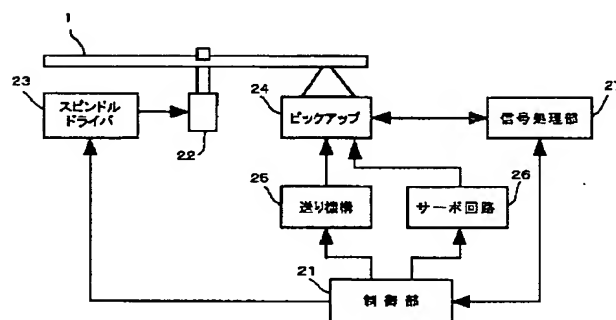 1
23
スピンドル
ドライバ
22
24
ピックアップ
27
信号処理部
25
送り機構
26
サーボ回路
21
制御部